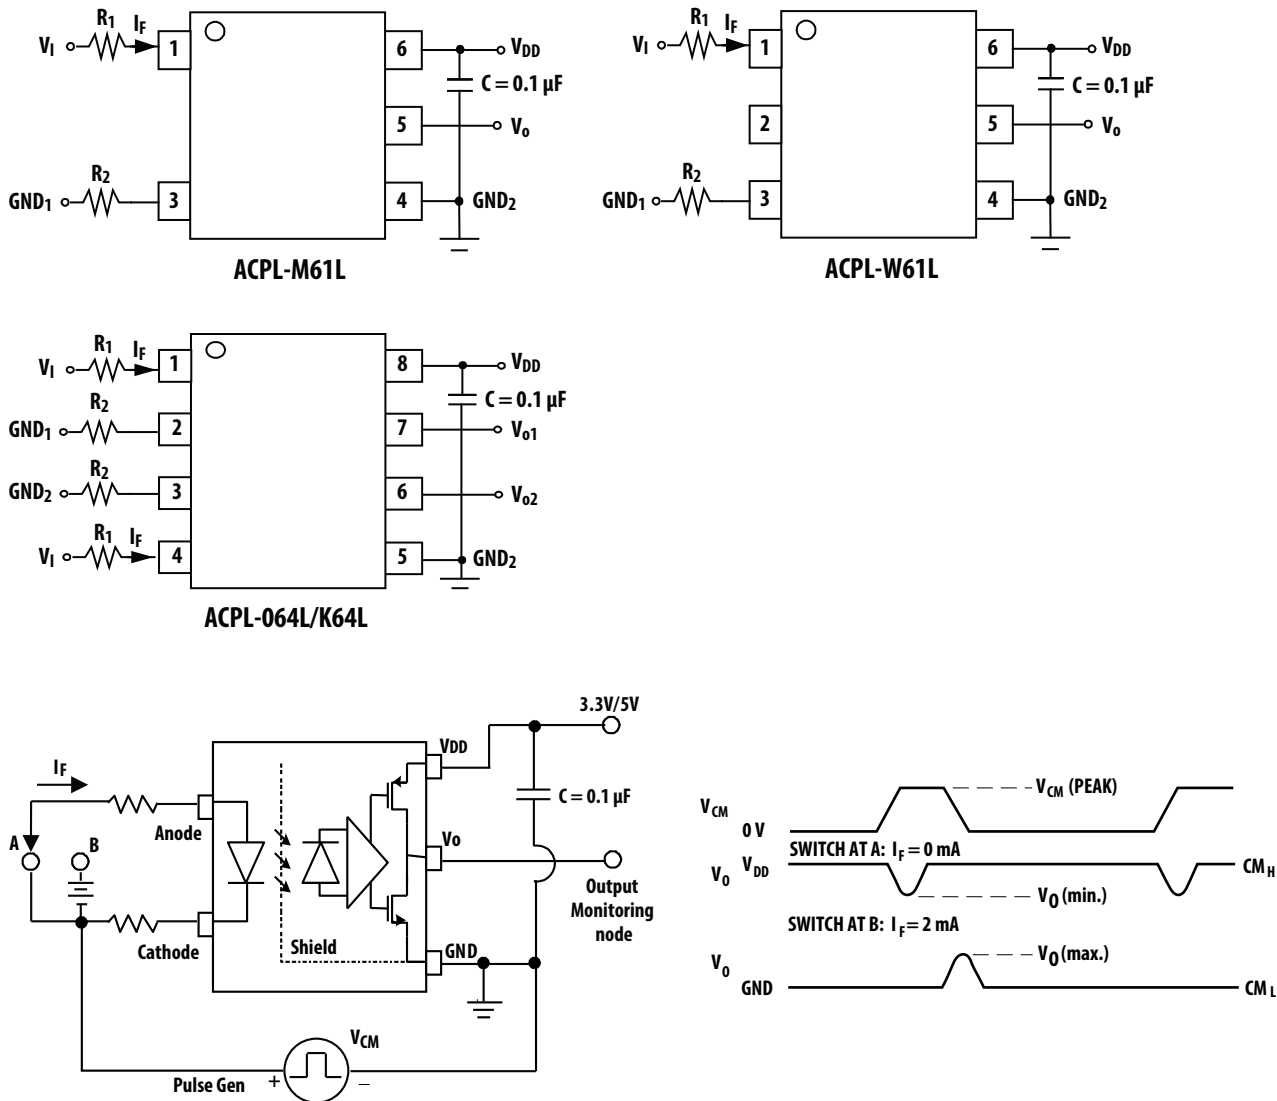 R1 IF
VI 1 6 VDD
C = 0.1 µF
5 Vo
R2
GND1 3 4 GND2
ACPL-M61L
R1 IF
VI 1 6 VDD
C = 0.1 µF
2 5 Vo
R2
GND1 3 4 GND2
ACPL-W61L
R1 IF
VI 1 8 VDD
C = 0.1 µF
R2
GND1 2 7 Vo1
R2
GND2 3 6 Vo2
R1 IF
VI 4 5 GND2
ACPL-064L/K64L
3.3V/5V
VDD
IF
C = 0.1 µF
Anode
A B
Vo
Output
Monitoring
node
Cathode
Shield
GND
VCM
Pulse Gen + −
VCM (PEAK)
VCM
0 V
SWITCH AT A: IF = 0 mA
VO VDD CMH
VO (min.)
SWITCH AT B: IF = 2 mA
VO (max.)
VO
GND CML